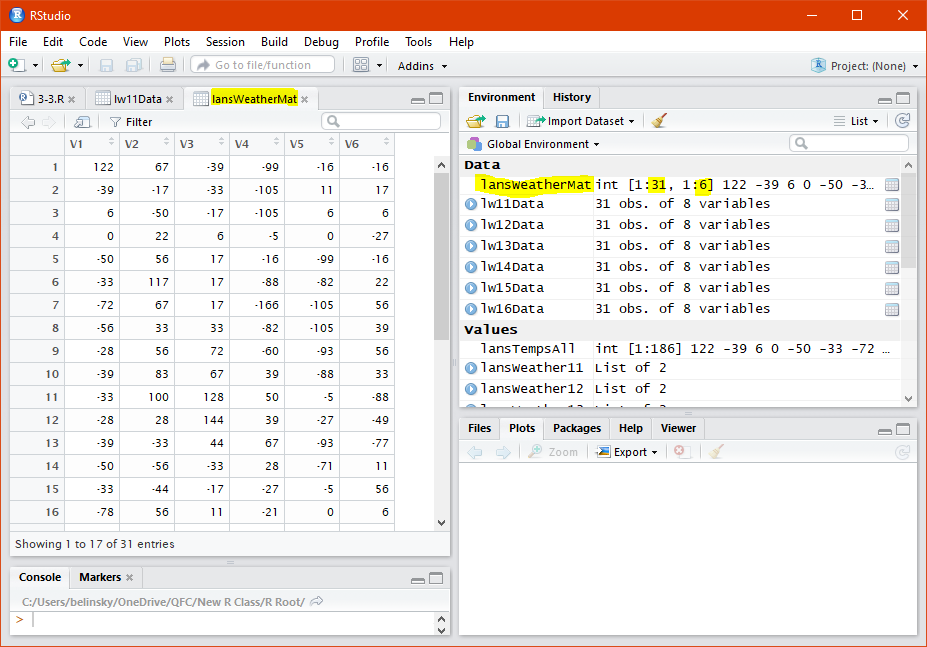 RStudio
File Edit Code View Plots Session Build Debug Profile Tools Help
Go to file/function Addins Project: (None)
3-3.R lw11Data lansWeatherMat
Filter
V1 V2 V3 V4 V5 V6
1 122 67 -39 -99 -16 -16
2 -39 -17 -33 -105 11 17
3 6 -50 -17 -105 6 6
4 0 22 6 -5 0 -27
5 -50 56 17 -16 -99 -16
6 -33 117 17 -88 -82 22
7 -72 67 17 -166 -105 56
8 -56 33 33 -82 -105 39
9 -28 56 72 -60 -93 56
10 -39 83 67 39 -88 33
11 -33 100 128 50 -5 -88
12 -28 28 144 39 -27 -49
13 -39 -33 44 67 -93 -77
14 -50 -56 -33 28 -71 11
15 -33 -44 -17 -27 -5 56
16 -78 56 11 -21 0 6
Showing 1 to 17 of 31 entries
Console Markers
C:/Users/belinsky/OneDrive/QFC/New R Class/R Root/
>
Environment History
Import Dataset List
Global Environment
Data
lansWeatherMat int [1:31, 1:6] 122 -39 6 0 -50 -3…
lw11Data 31 obs. of 8 variables
lw12Data 31 obs. of 8 variables
lw13Data 31 obs. of 8 variables
lw14Data 31 obs. of 8 variables
lw15Data 31 obs. of 8 variables
lw16Data 31 obs. of 8 variables
Values
lansTempsAll int [1:186] 122 -39 6 0 -50 -33 -72 …
lansWeather11 List of 2
lansWeather12 List of 2
Files Plots Packages Help Viewer
Zoom Export